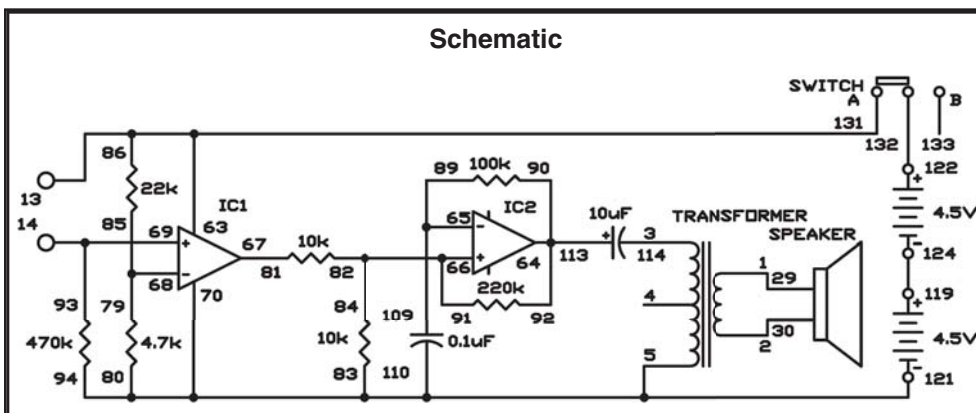 Schematic
SWITCH
A
B
131
132
133
86
13
22k
14
85
IC1
69
+
63
-
68
67
70
81
10k
82
89
100k
90
IC2
65
-
+
66
64
113
220k
91
92
10uF
+
3
114
4
5
TRANSFORMER
SPEAKER
1
29
30
2
122
+
4.5V
-
124
119
+
4.5V
-
121
93
470k
94
79
4.7k
80
84
10k
83
109
0.1uF
110